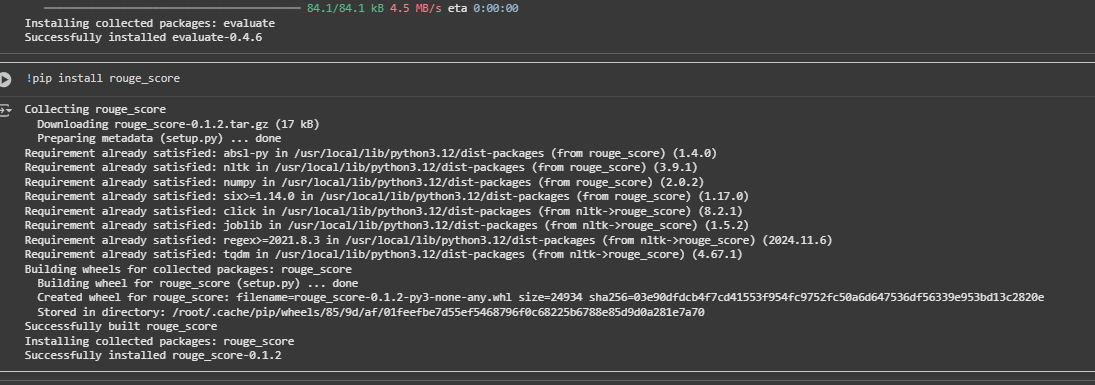 84.1/84.1 kB 4.5 MB/s eta 0:00:00
Installing collected packages: evaluate
Successfully installed evaluate-0.4.6
!pip install rouge_score
Collecting rouge_score
Downloading rouge_score-0.1.2.tar.gz (17 kB)
Preparing metadata (setup.py) ... done
Requirement already satisfied: absl-py in /usr/local/lib/python3.12/dist-packages (from rouge_score) (1.4.0)
Requirement already satisfied: nltk in /usr/local/lib/python3.12/dist-packages (from rouge_score) (3.9.1)
Requirement already satisfied: numpy in /usr/local/lib/python3.12/dist-packages (from rouge_score) (2.0.2)
Requirement already satisfied: six>=1.14.0 in /usr/local/lib/python3.12/dist-packages (from rouge_score) (1.17.0)
Requirement already satisfied: click in /usr/local/lib/python3.12/dist-packages (from nltk->rouge_score) (8.2.1)
Requirement already satisfied: joblib in /usr/local/lib/python3.12/dist-packages (from nltk->rouge_score) (1.5.2)
Requirement already satisfied: regex>=2021.8.3 in /usr/local/lib/python3.12/dist-packages (from nltk->rouge_score) (2024.11.6)
Requirement already satisfied: tqdm in /usr/local/lib/python3.12/dist-packages (from nltk->rouge_score) (4.67.1)
Building wheels for collected packages: rouge_score
Building wheel for rouge_score (setup.py) ... done
Created wheel for rouge_score: filename=rouge_score-0.1.2-py3-none-any.whl size=24934 sha256=03e90dfdcb4f7cd41553f954fc9752fc50a6d647536df56339e953bd13c2820e
Stored in directory: /root/.cache/pip/wheels/85/9d/af/01feefbe7d55ef5468796f0c68225b6788e85d9d0a281e7a70
Successfully built rouge_score
Installing collected packages: rouge_score
Successfully installed rouge_score-0.1.2